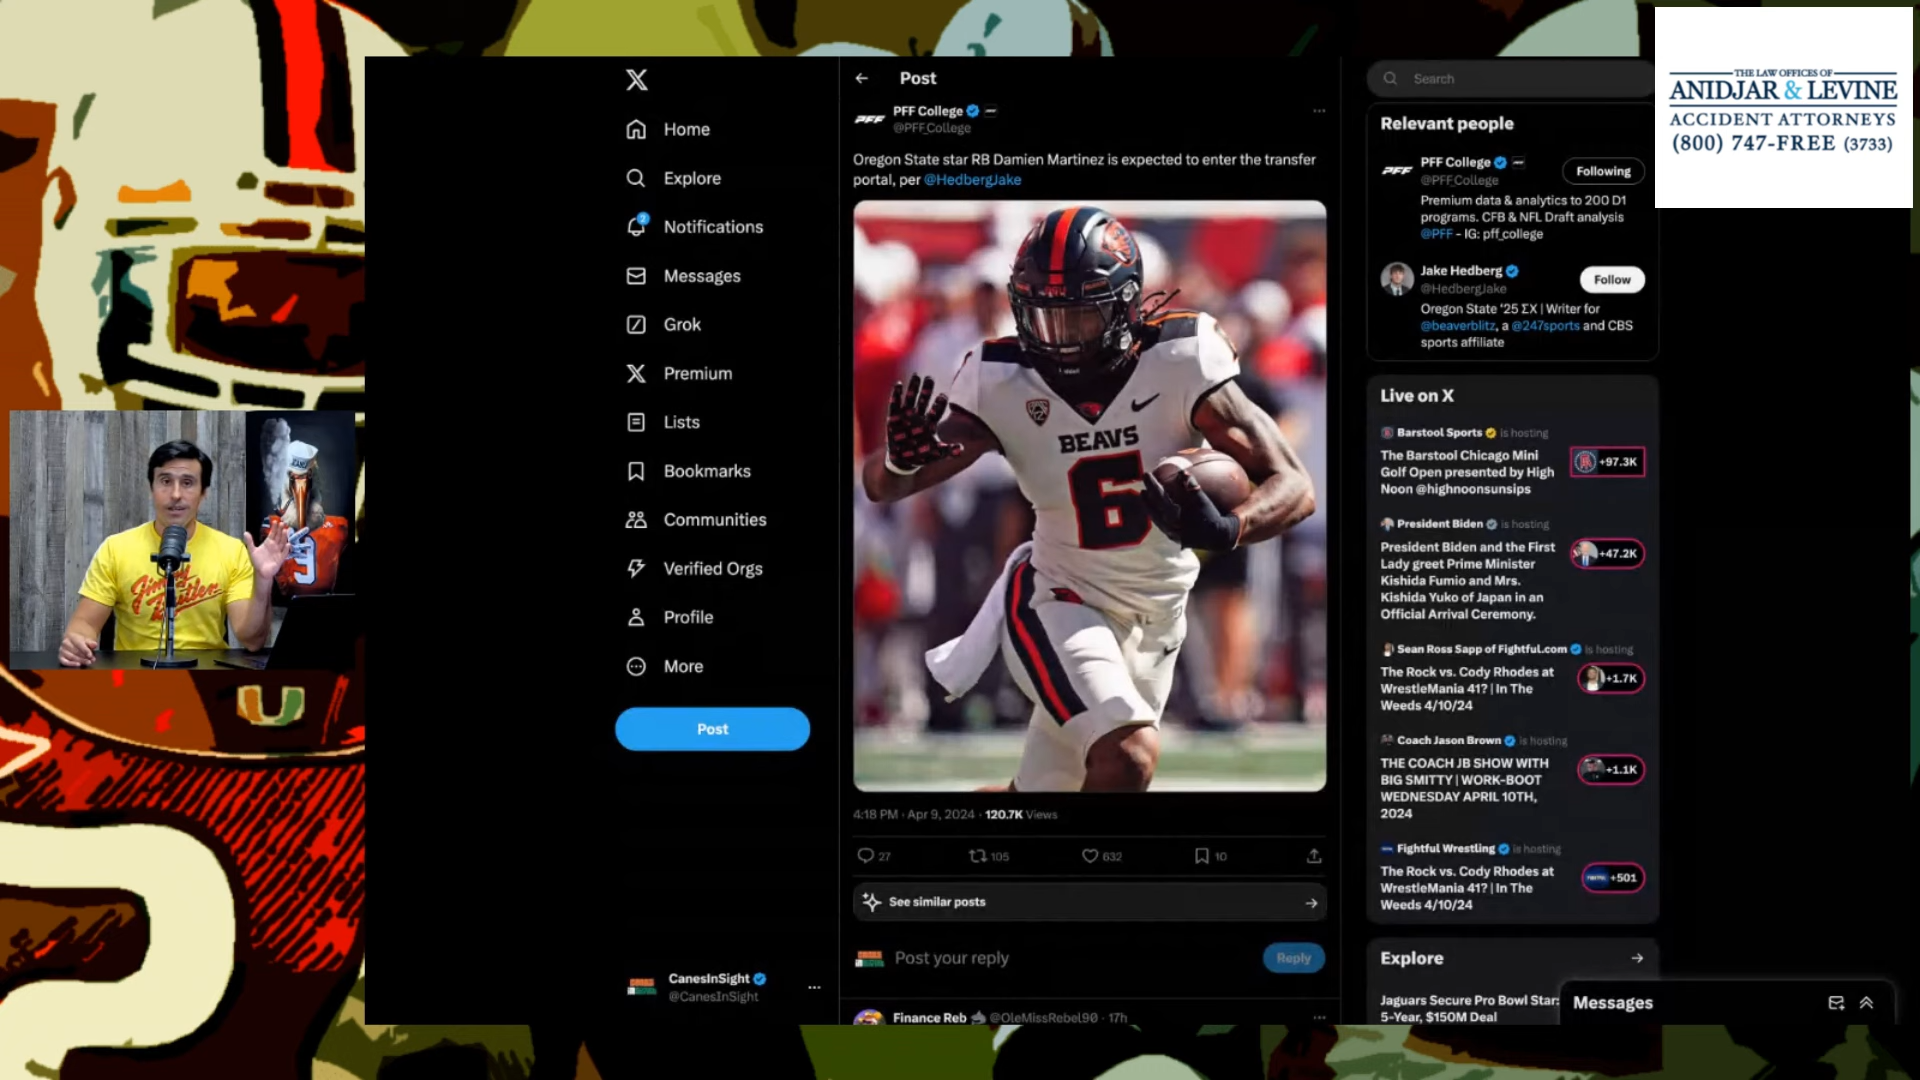 Home
Explore
2
Notifications
Messages
Grok
Premium
Lists
Bookmarks
Communities
Verified Orgs
Profile
More
Post
CanesInSight
@CanesInSight
Post
PFF
PFF College
@PFF_College
Oregon State star RB Damien Martinez is expected to enter the transfer
portal, per @HedbergJake
BEAVS
6
4:18 PM · Apr 9, 2024 · 120.7K Views
27
105
632
10
See similar posts
Post your reply
Reply
Finance Reb @OleMissRebel90 · 17h
Search
Relevant people
PFF
PFF College
Following
@PFF_College
Premium data & analytics to 200 D1
programs. CFB & NFL Draft analysis
@PFF - IG: pff_college
Jake Hedberg
Follow
@HedbergJake
Oregon State '25 ΣX | Writer for
@beaverblitz, a @247sports and CBS
sports affiliate
Live on X
Barstool Sports is hosting
The Barstool Chicago Mini
Golf Open presented by High
Noon @highnoonsunsips
+97.3K
President Biden is hosting
President Biden and the First
Lady greet Prime Minister
Kishida Fumio and Mrs.
Kishida Yuko of Japan in an
Official Arrival Ceremony.
+47.2K
Sean Ross Sapp of Fightful.com is hosting
The Rock vs. Cody Rhodes at
WrestleMania 41? | In The
Weeds 4/10/24
+1.7K
Coach Jason Brown is hosting
THE COACH JB SHOW WITH
BIG SMITTY | WORK-BOOT
WEDNESDAY APRIL 10TH,
2024
+1.1K
Fightful Wrestling is hosting
The Rock vs. Cody Rhodes at
WrestleMania 41? | In The
Weeds 4/10/24
+501
Explore
Jaguars Secure Pro Bowl Star:
5-Year, $150M Deal
Messages
THE LAW OFFICES OF
ANIDJAR & LEVINE
ACCIDENT ATTORNEYS
(800) 747-FREE (3733)